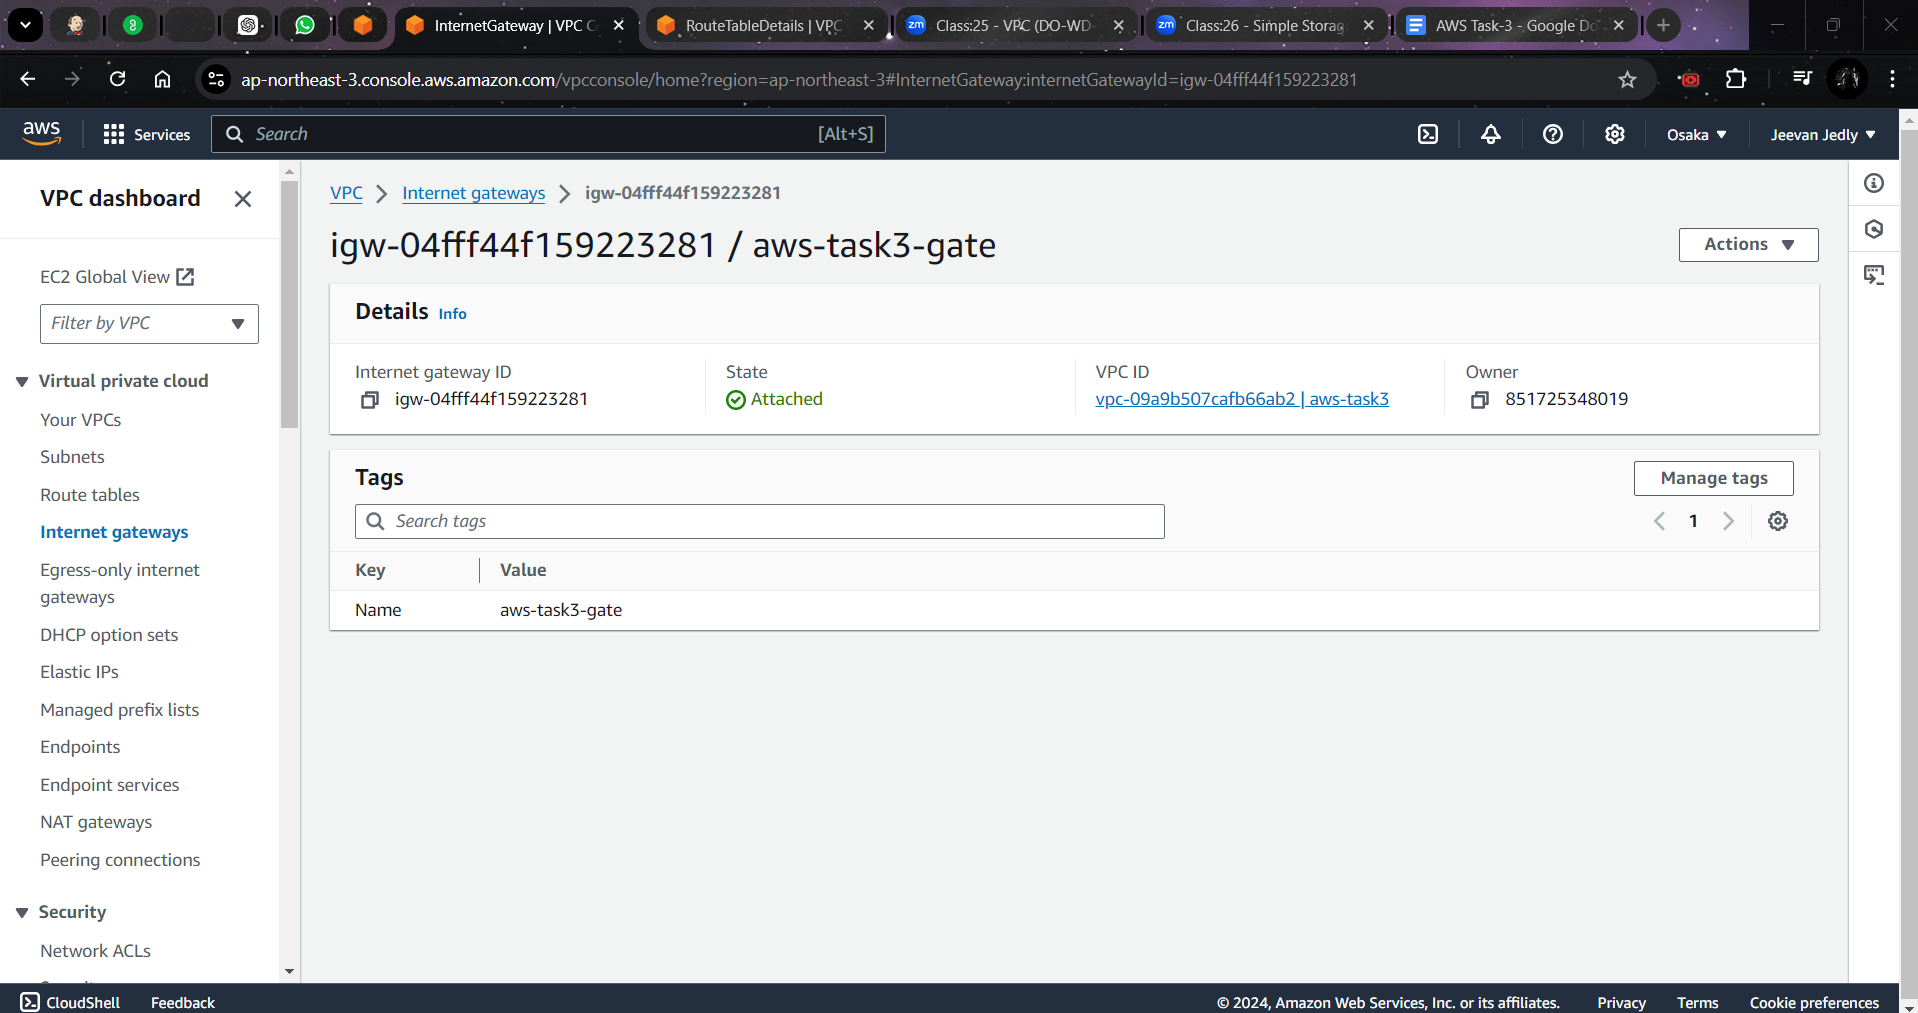 InternetGateway | VPC C
RouteTableDetails | VPC
Class:25 - VPC (DO-WD-
Class:26 - Simple Storag
AWS Task-3 - Google Do
ap-northeast-3.console.aws.amazon.com/vpcconsole/home?region=ap-northeast-3#InternetGateway:internetGatewayId=igw-04fff44f159223281
aws
Services
Search
[Alt+S]
Osaka
Jeevan Jedly
VPC dashboard
EC2 Global View
Filter by VPC
Virtual private cloud
Your VPCs
Subnets
Route tables
Internet gateways
Egress-only internet
gateways
DHCP option sets
Elastic IPs
Managed prefix lists
Endpoints
Endpoint services
NAT gateways
Peering connections
Security
Network ACLs
VPC > Internet gateways > igw-04fff44f159223281
igw-04fff44f159223281 / aws-task3-gate
Actions
Details Info
Internet gateway ID
igw-04fff44f159223281
State
Attached
VPC ID
vpc-09a9b507cafb66ab2 | aws-task3
Owner
851725348019
Tags
Manage tags
Search tags
1
Key Value
Name aws-task3-gate
CloudShell Feedback
© 2024, Amazon Web Services, Inc. or its affiliates. Privacy Terms Cookie preferences